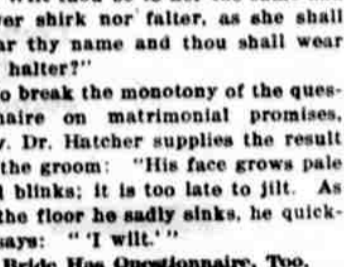 er shirk nor falter, as she shall
ar thy name and thou shall wear
halter?"
o break the monotony of the ques-
naire on matrimonial promises,
v. Dr. Hatcher supplies the result
the groom: "His face grows pale
d blinks; it is too late to jilt. As
the floor he sadly sinks, he quick-
says: " 'I wilt.' "
Bride Has Questionnaire, Too.